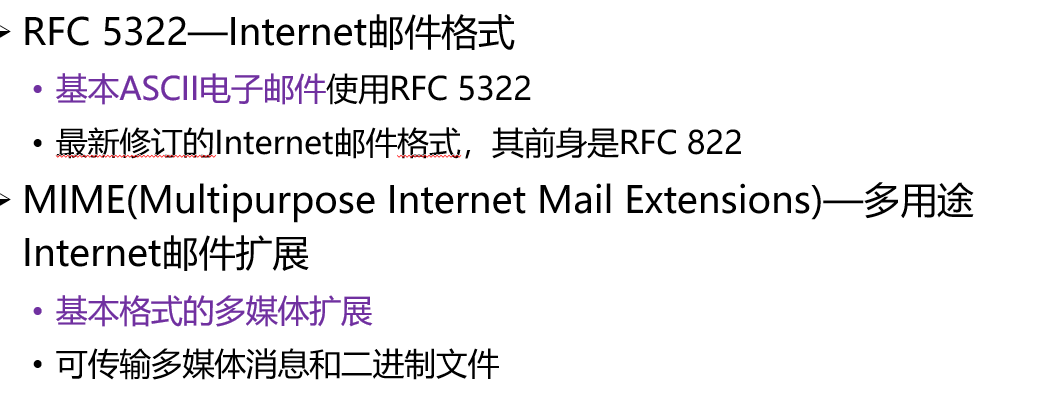 ➢ RFC 5322—Internet邮件格式
• 基本ASCII电子邮件使用RFC 5322
• 最新修订的Internet邮件格式，其前身是RFC 822
➢ MIME(Multipurpose Internet Mail Extensions)—多用途
Internet邮件扩展
• 基本格式的多媒体扩展
• 可传输多媒体消息和二进制文件